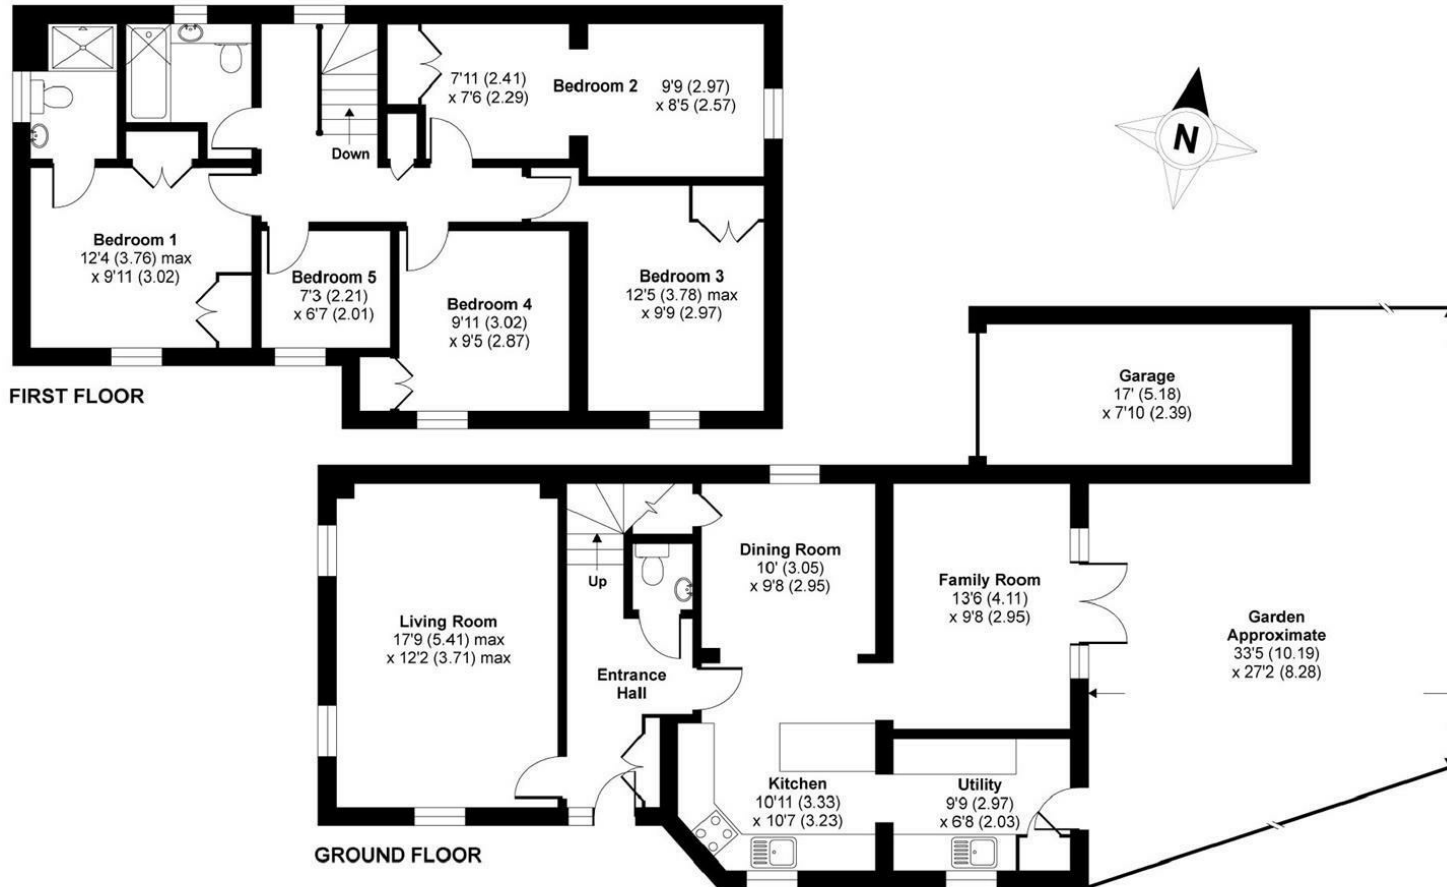 7'11 (2.41)
x 7'6 (2.29)
Bedroom 2
9'9 (2.97)
x 8'5 (2.57)
N
Down
Bedroom 1
12'4 (3.76) max
x 9'11 (3.02)
Bedroom 5
7'3 (2.21)
x 6'7 (2.01)
Bedroom 4
9'11 (3.02)
x 9'5 (2.87)
Bedroom 3
12'5 (3.78) max
x 9'9 (2.97)
FIRST FLOOR
Garage
17' (5.18)
x 7'10 (2.39)
Living Room
17'9 (5.41) max
x 12'2 (3.71) max
Up
Entrance
Hall
Dining Room
10' (3.05)
x 9'8 (2.95)
Family Room
13'6 (4.11)
x 9'8 (2.95)
Garden
Approximate
33'5 (10.19)
x 27'2 (8.28)
Kitchen
10'11 (3.33)
x 10'7 (3.23)
Utility
9'9 (2.97)
x 6'8 (2.03)
GROUND FLOOR